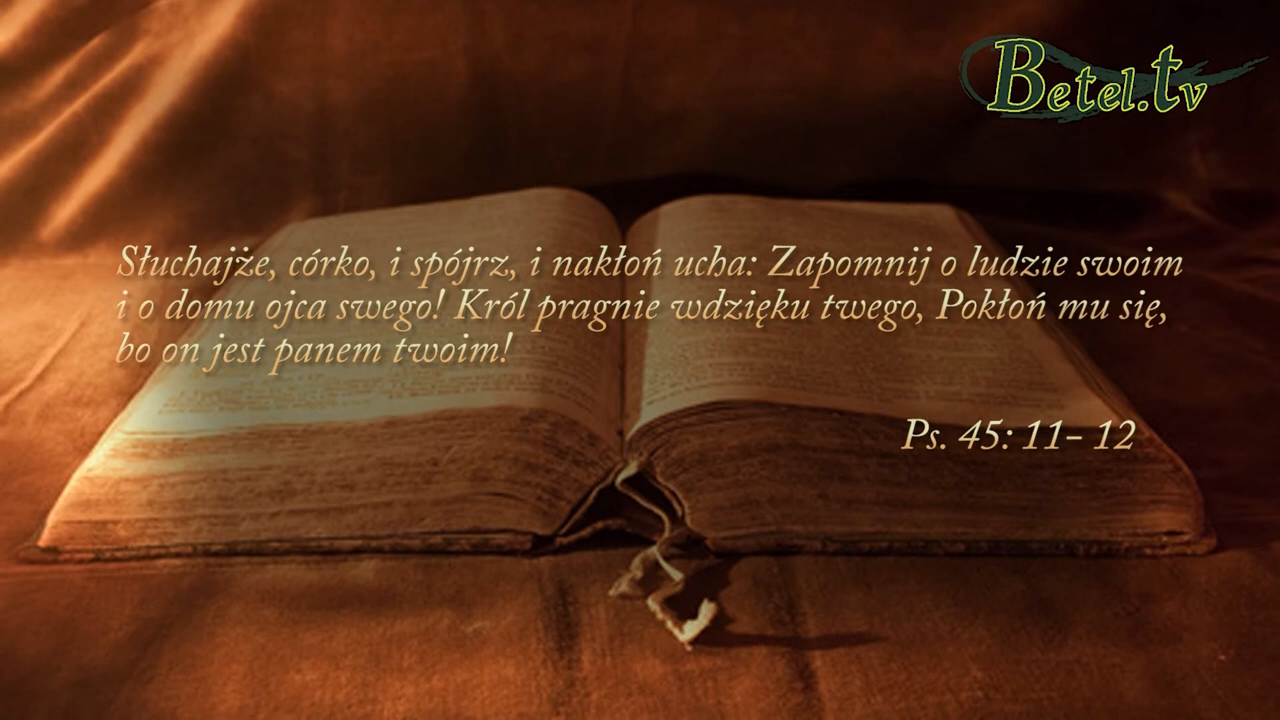 Betel.tv
Słuchajże, córko, i spójrz, i nakłoń ucha: Zapomnij o ludzie swoim
i o domu ojca swego! Król pragnie wdzięku twego, Pokłoń mu się,
bo on jest panem twoim!
Ps. 45: 11- 12